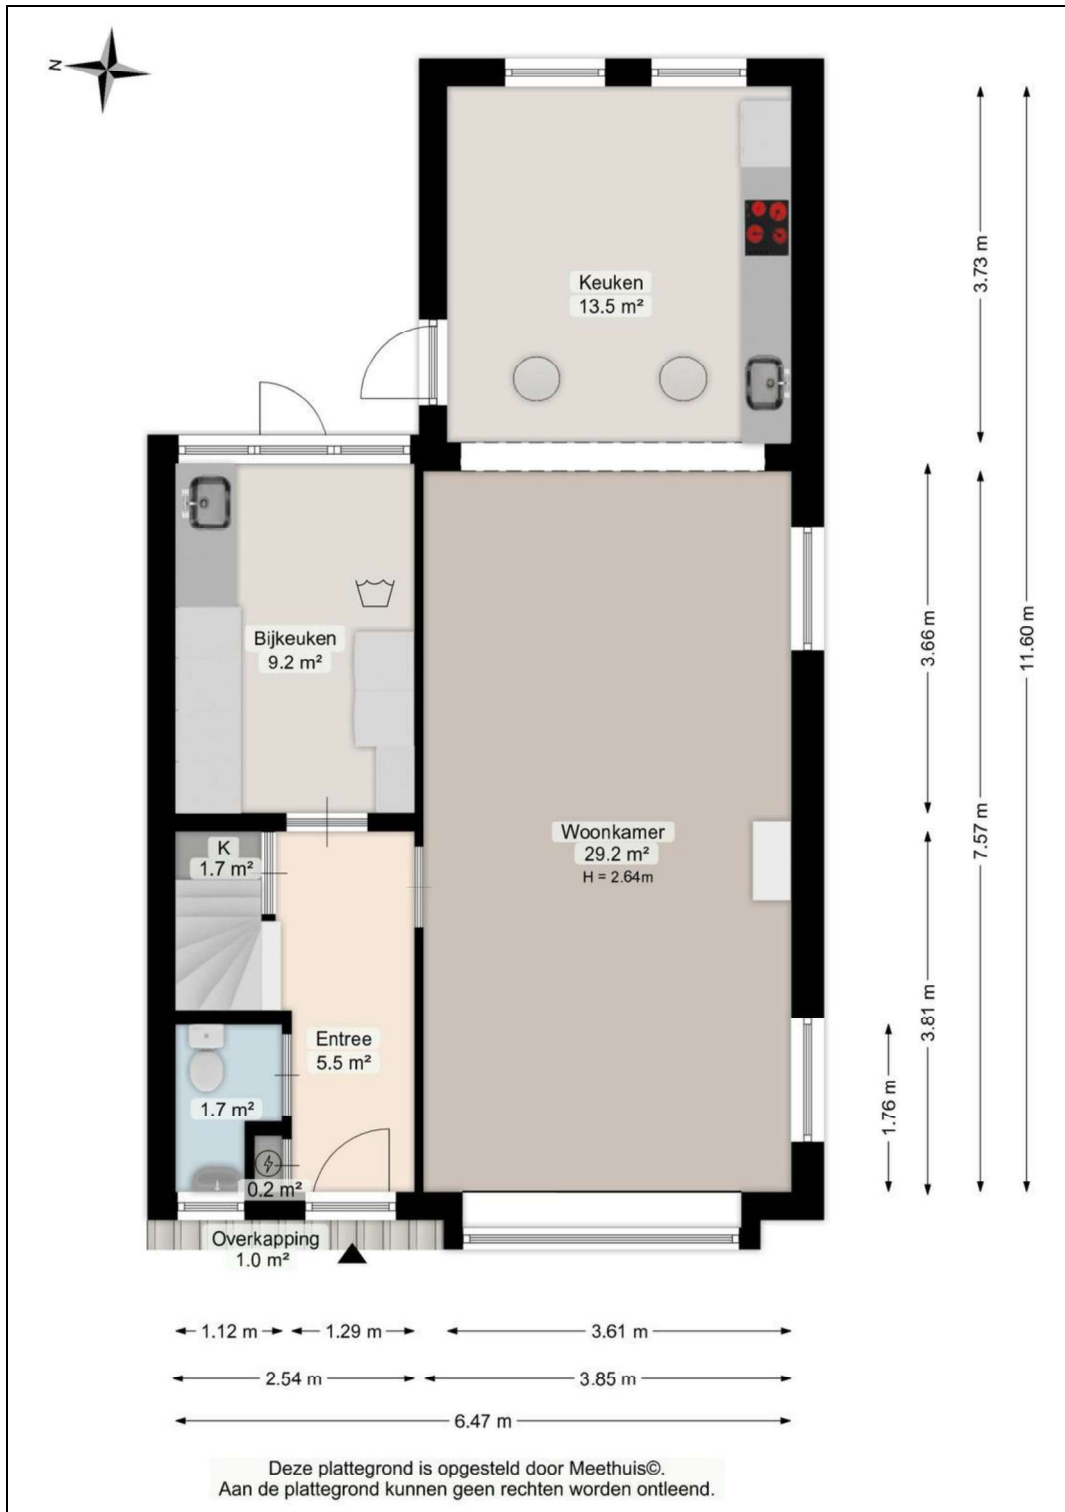 N
Keuken
13.5 m²
3.73 m
11.60 m
3.66 m
7.57 m
Bijkeuken
9.2 m²
Woonkamer
29.2 m²
H = 2.64m
K
1.7 m²
3.81 m
1.76 m
Entree
5.5 m²
1.7 m²
0.2 m²
Overkapping
1.0 m²
1.12 m
1.29 m
3.61 m
2.54 m
3.85 m
6.47 m
Deze plattegrond is opgesteld door Meethuis©.
Aan de plattegrond kunnen geen rechten worden ontleend.